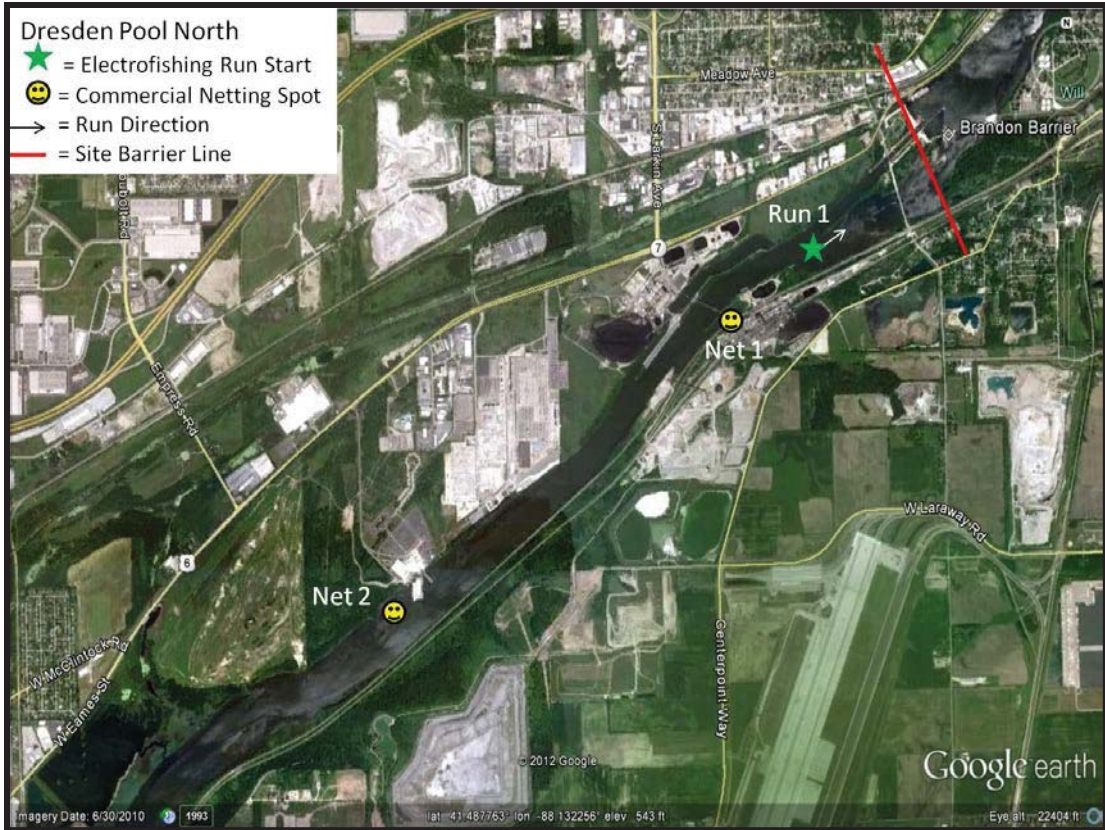 Dresden Pool North
= Electrofishing Run Start
= Commercial Netting Spot
= Run Direction
= Site Barrier Line
N
Meadow Ave
Will
Brandon Barrier
S Larkin Ave
Run 1
7
Net 1
Empress Rd
W Laraway Rd
6
Net 2
Centerpoint Way
W McClintock Rd
W Eames St
© 2012 Google
Google earth
Imagery Date: 6/30/2010
1993
lat 41.487763° lon -88.132256° elev 543 ft
Eye alt 22404 ft